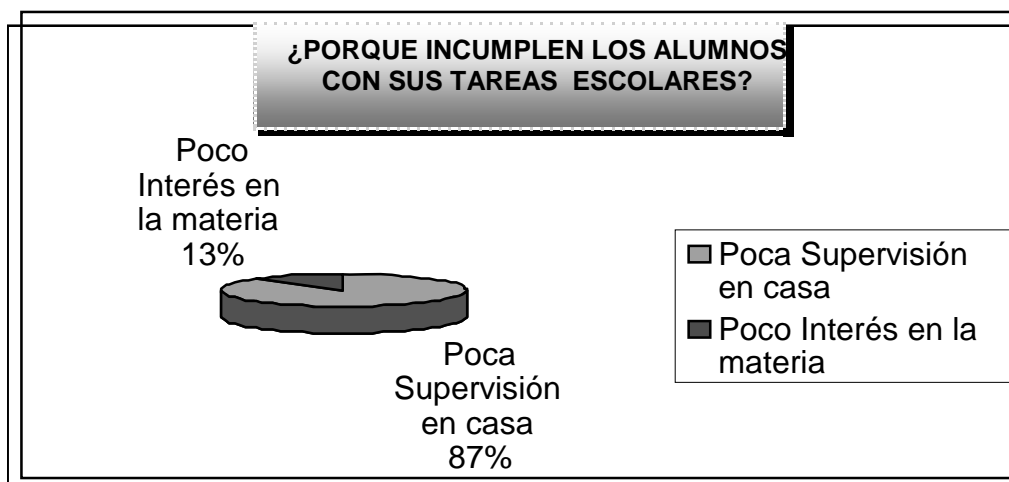 ¿PORQUE INCUMPLEN LOS ALUMNOS
CON SUS TAREAS ESCOLARES?
Poco
Interés en
la materia
13%
Poca
Supervisión
en casa
87%
Poca Supervisión
en casa
Poco Interés en la
materia